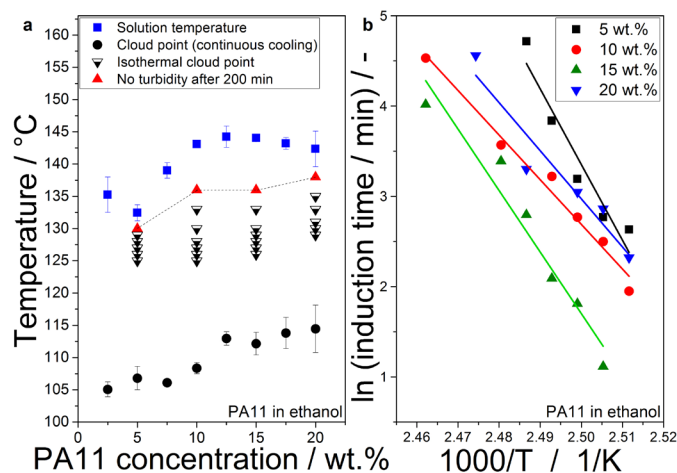 a
Solution temperature
Cloud point (continuous cooling)
Isothermal cloud point
No turbidity after 200 min
160
155
150
145
140
135
130
125
120
115
110
105
100
Temperature / °C
PA11 in ethanol
0 5 10 15 20
PA11 concentration / wt.%
b
5 wt.%
10 wt.%
15 wt.%
20 wt.%
5
4
3
2
1
ln (induction time / min) / -
PA11 in ethanol
2.46 2.47 2.48 2.49 2.50 2.51 2.52
1000/T / 1/K